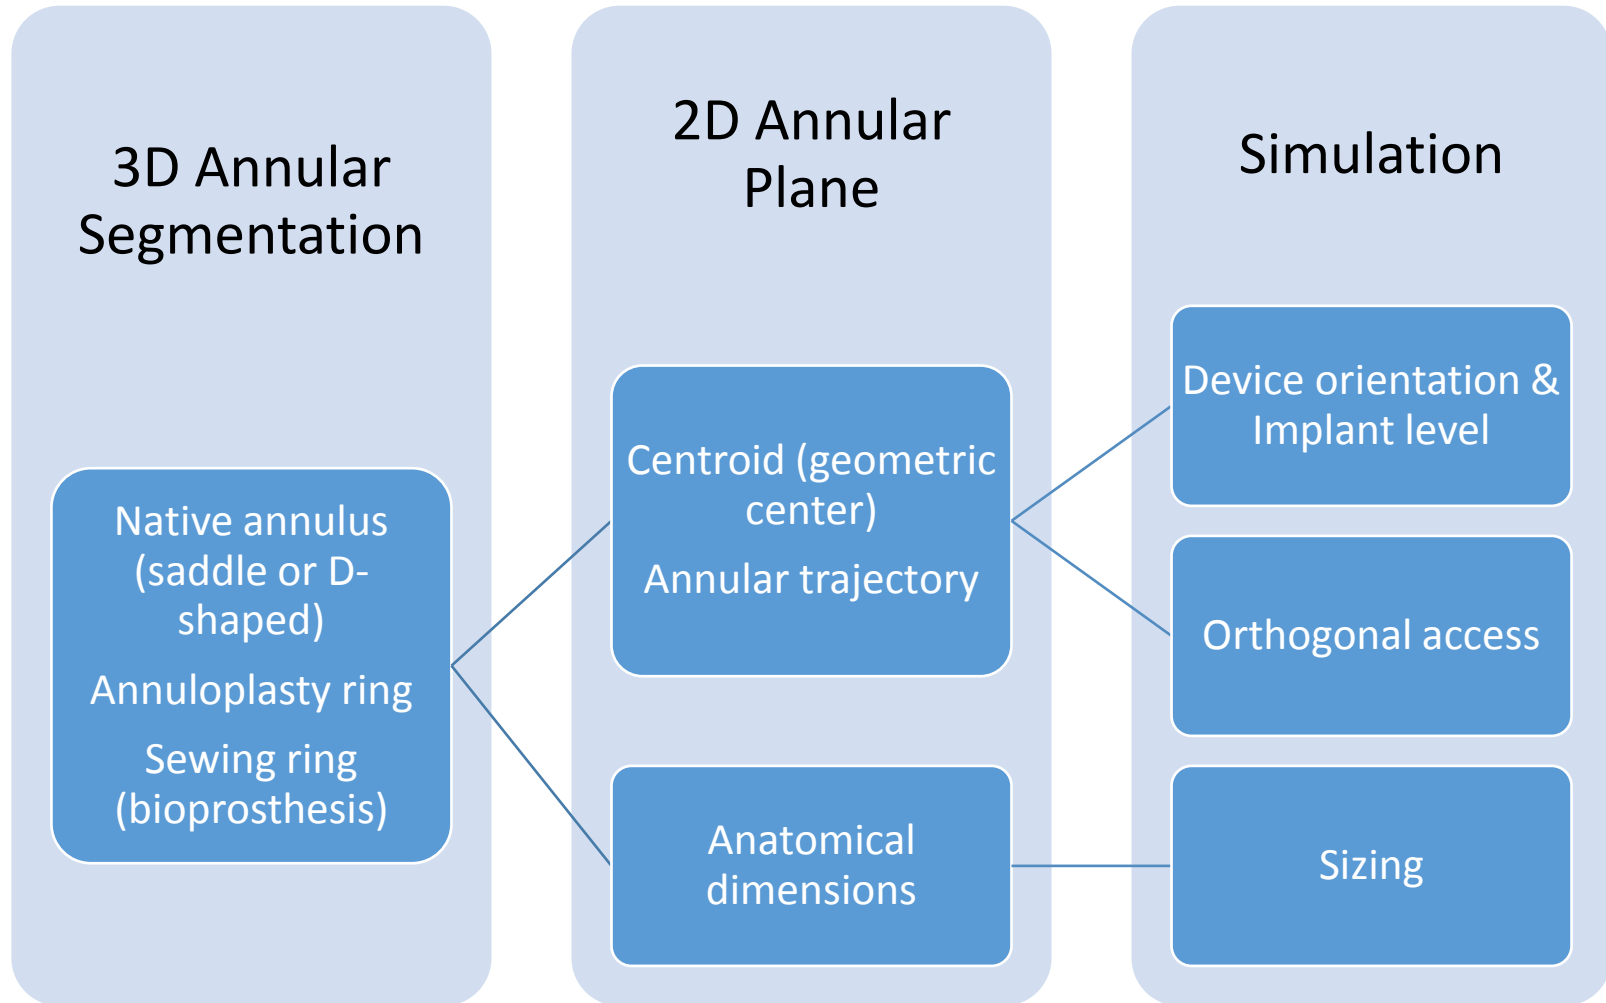 3D Annular
Segmentation
Native annulus
(saddle or D-
shaped)
Annuloplasty ring
Sewing ring
(bioprosthesis)
2D Annular
Plane
Centroid (geometric
center)
Annular trajectory
Anatomical
dimensions
Simulation
Device orientation &
Implant level
Orthogonal access
Sizing